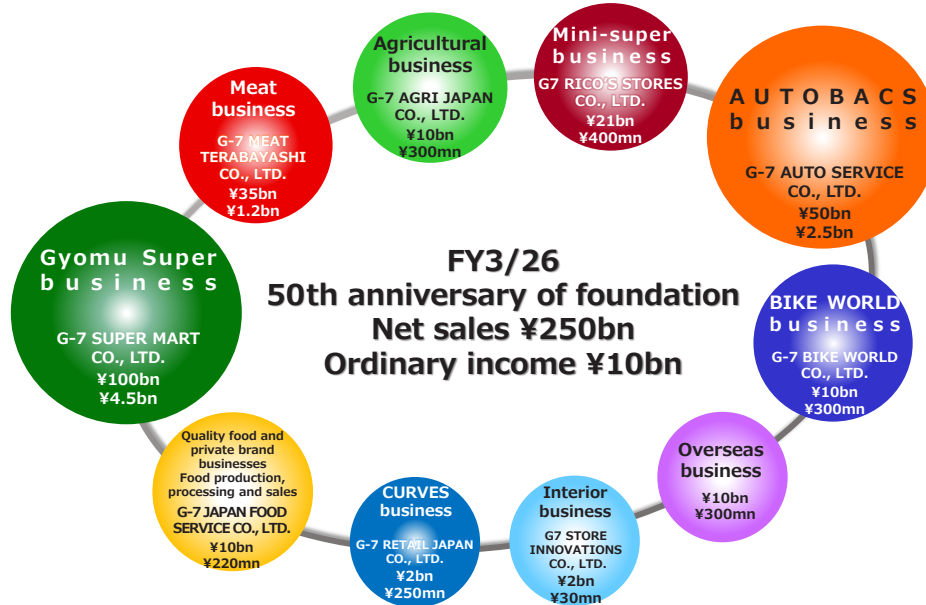 Mini-super
business
G7 RICO'S STORES
CO., LTD.
¥21bn
¥400mn
Agricultural
business
G-7 AGRI JAPAN
CO., LTD.
¥10bn
¥300mn
Meat
business
G-7 MEAT
TERABAYASHI
CO., LTD.
¥35bn
¥1.2bn
AUTOBACS
business
G-7 AUTO SERVICE
CO., LTD.
¥50bn
¥2.5bn
Gyomu Super
business
G-7 SUPER MART
CO., LTD.
¥100bn
¥4.5bn
FY3/26
50th anniversary of foundation
Net sales ¥250bn
Ordinary income ¥10bn
BIKE WORLD
business
G-7 BIKE WORLD
CO., LTD.
¥10bn
¥300mn
Quality food and
private brand
businesses
Food production,
processing and sales
G-7 JAPAN FOOD
SERVICE CO., LTD.
¥10bn
¥220mn
CURVES
business
G-7 RETAIL JAPAN
CO., LTD.
¥2bn
¥250mn
Interior
business
G7 STORE
INNOVATIONS
CO., LTD.
¥2bn
¥30mn
Overseas
business
¥10bn
¥300mn